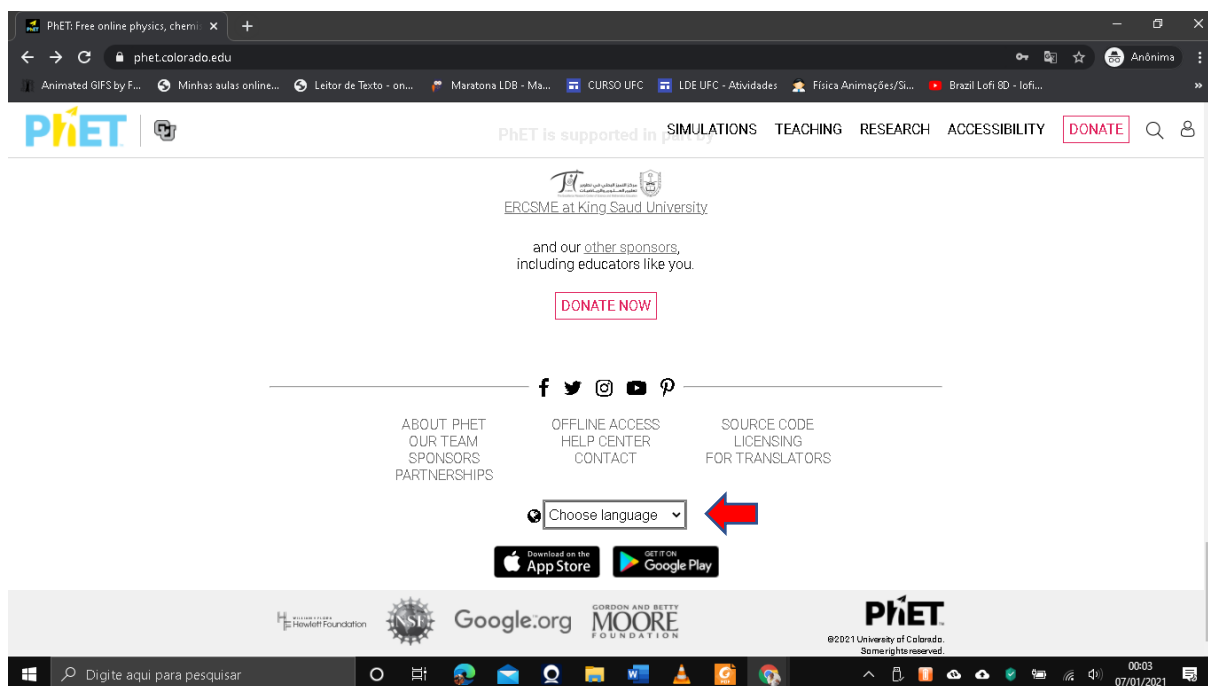 PhET: Free online physics, chemi
phet.colorado.edu
Anônima
Animated GIFS by F...
Minhas aulas online...
Leitor de Texto - on...
Maratona LDB - Ma...
CURSO UFC
LDE UFC - Atividades
Física Animações/Si...
Brazil Lofi 8D - lofi...
PhET
PhET is supported in part by
SIMULATIONS
TEACHING
RESEARCH
ACCESSIBILITY
DONATE
ERCSME at King Saud University
and our other sponsors,
including educators like you.
DONATE NOW
ABOUT PHET
OUR TEAM
SPONSORS
PARTNERSHIPS
OFFLINE ACCESS
HELP CENTER
CONTACT
SOURCE CODE
LICENSING
FOR TRANSLATORS
Choose language
Download on the
App Store
GET IT ON
Google Play
Hewlett Foundation
NSF
Google.org
GORDON AND BETTY
MOORE
FOUNDATION
PhET
©2021 University of Colorado.
Some rights reserved.
Digite aqui para pesquisar
00:03
07/01/2021